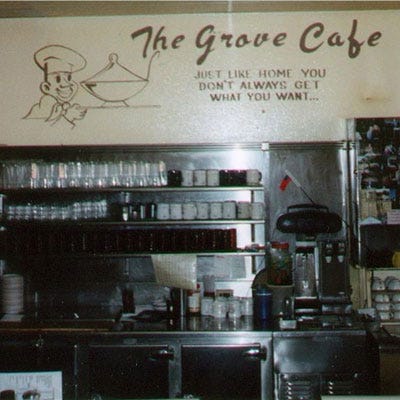 The Grove Cafe
JUST LIKE HOME YOU
DON'T ALWAYS GET
WHAT YOU WANT...